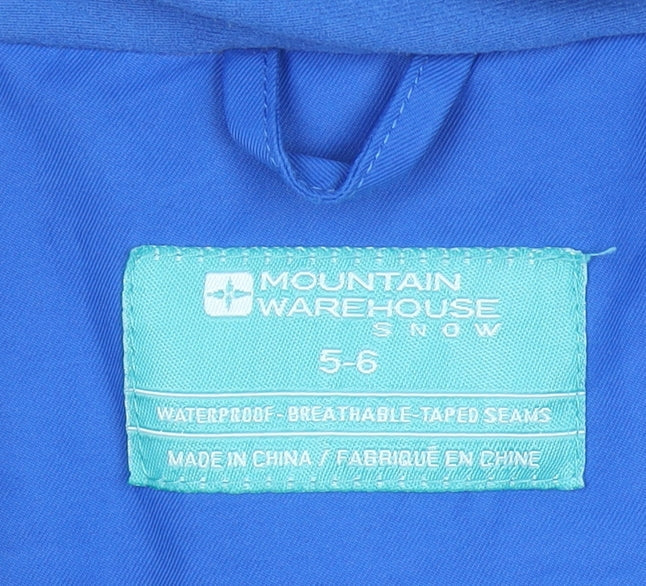 MOUNTAIN
WAREHOUSE
SNOW
5-6
WATERPROOF-BREATHABLE-TAPED SEAMS
MADE IN CHINA / FABRIQUÉ EN CHINE